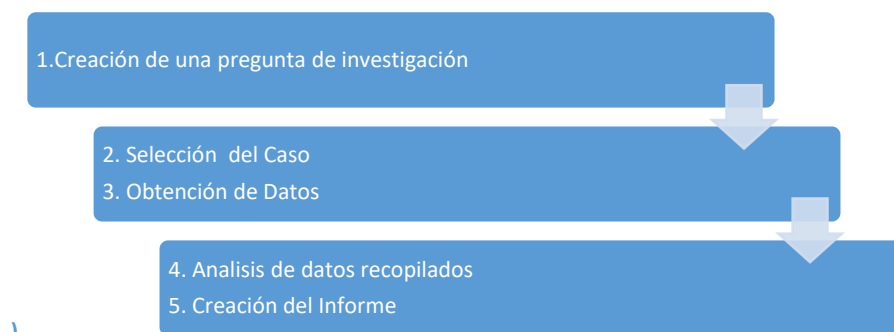 1.Creación de una pregunta de investigación
2. Selección del Caso
3. Obtención de Datos
4. Analisis de datos recopilados
5. Creación del Informe
)